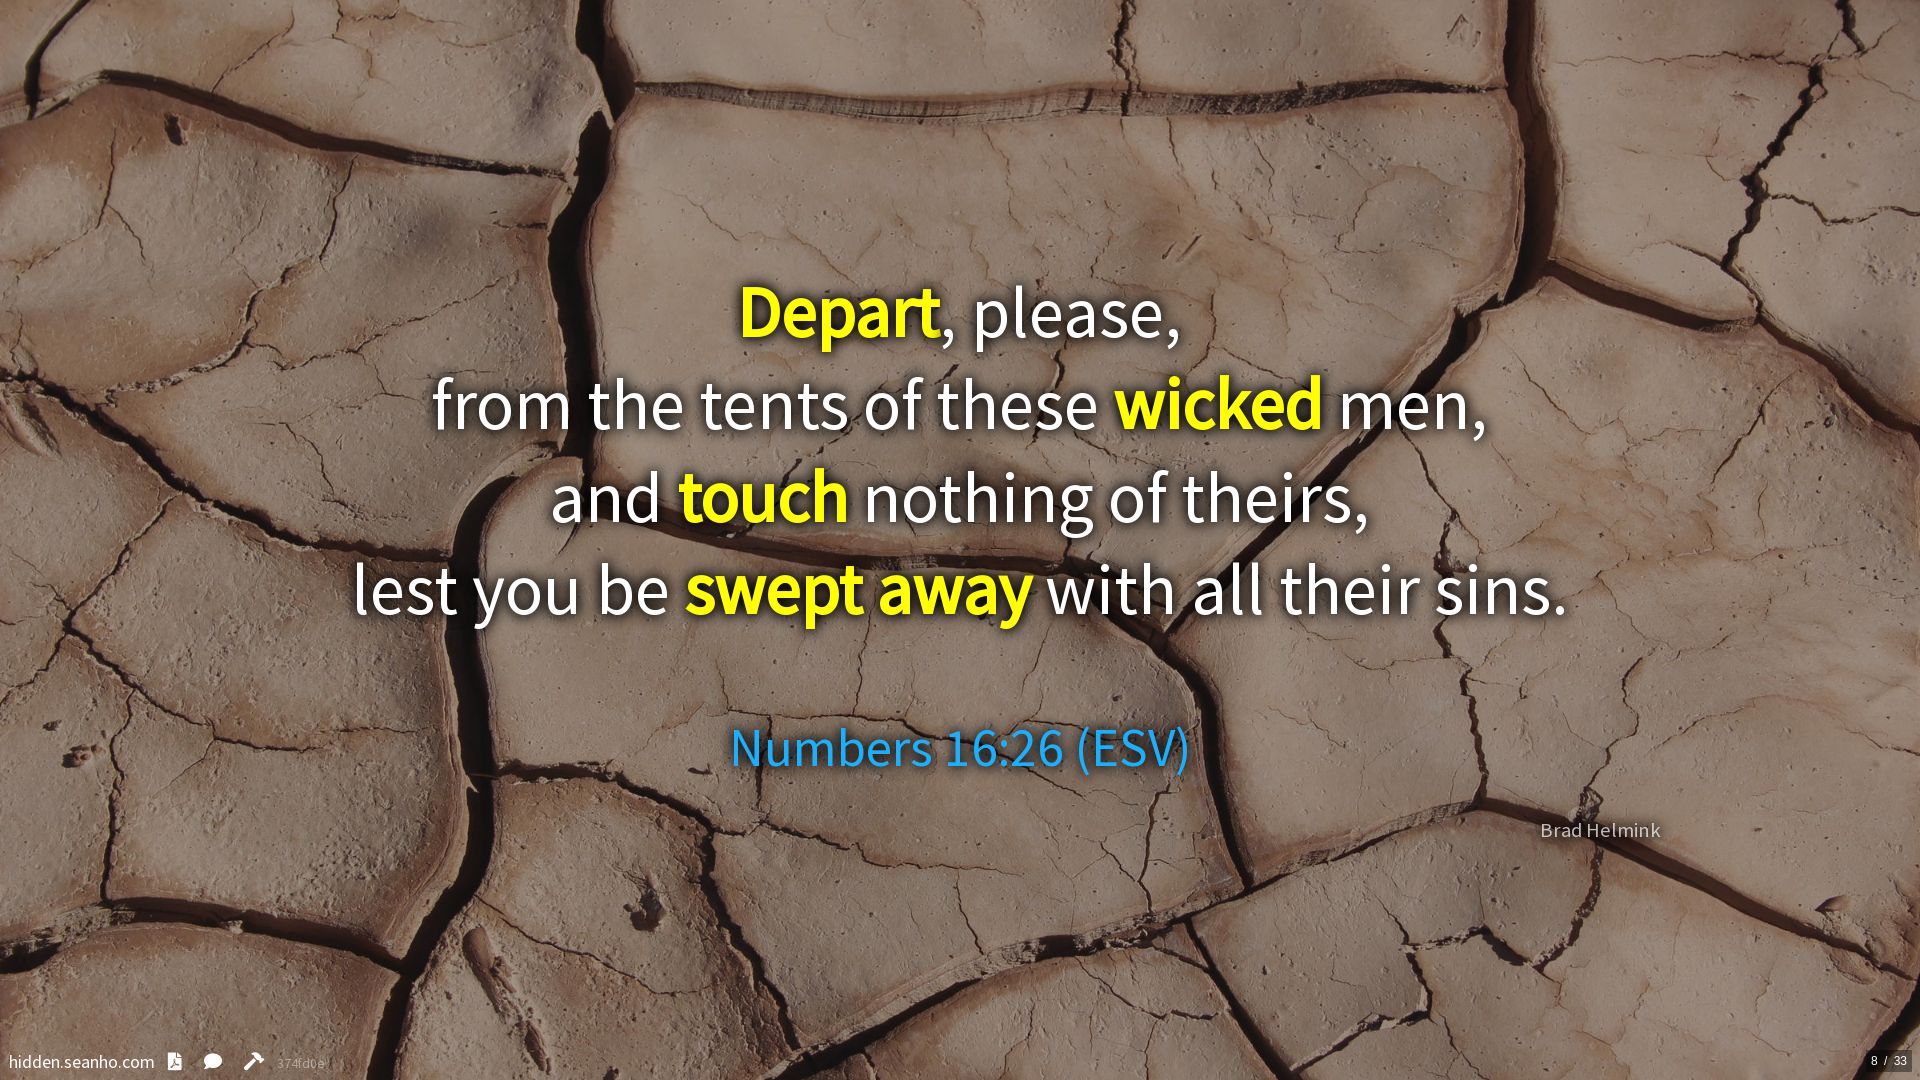 Depart, please,
from the tents of these wicked men,
and touch nothing of theirs,
lest you be swept away with all their sins.
Numbers 16:26 (ESV)
Brad Helmink
hidden.seanho.com 374fd0e
8 / 33